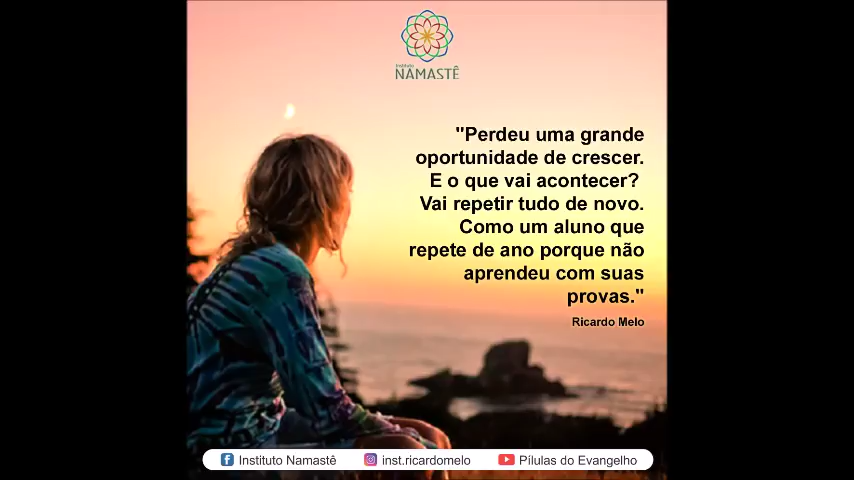 Instituto
NAMASTÊ
"Perdeu uma grande
oportunidade de crescer.
E o que vai acontecer?
Vai repetir tudo de novo.
Como um aluno que
repete de ano porque não
aprendeu com suas
provas."
Ricardo Melo
Instituto Namastê inst.ricardomelo Pílulas do Evangelho